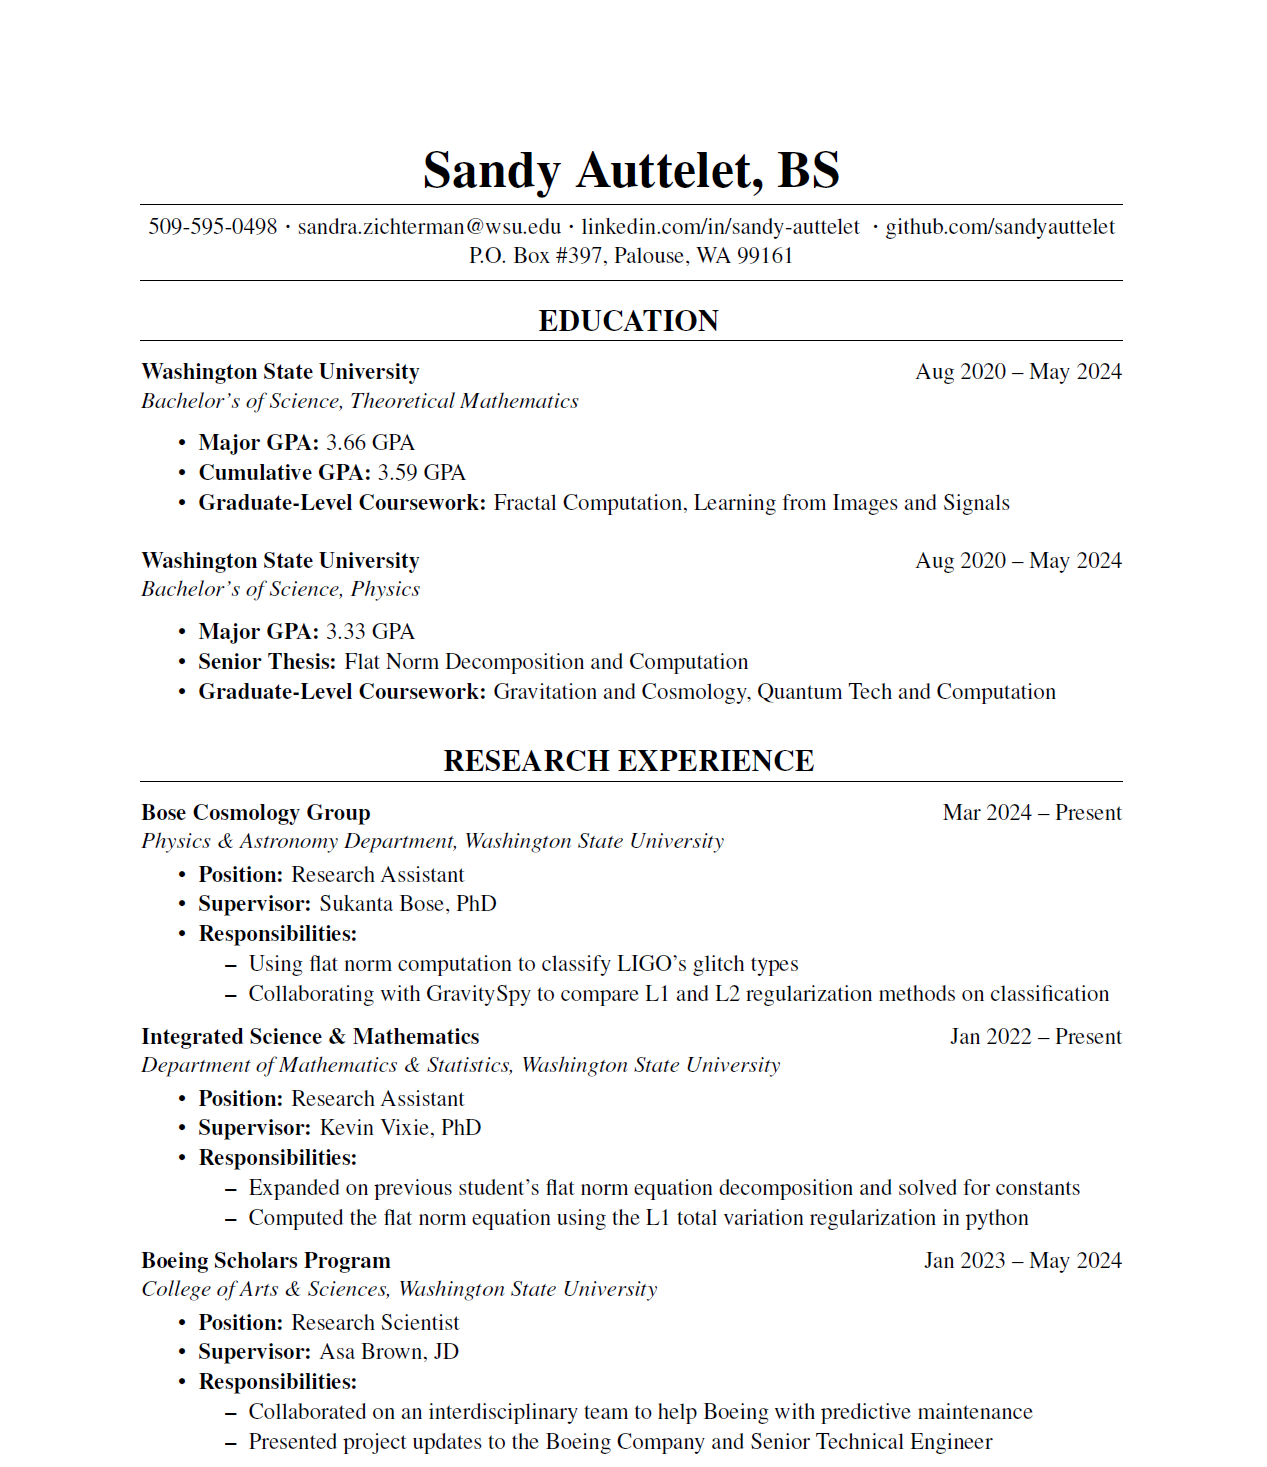 Sandy Auttelet, BS
509-595-0498 · sandra.zichterman@wsu.edu · linkedin.com/in/sandy-auttelet · github.com/sandyauttelet
P.O. Box #397, Palouse, WA 99161
EDUCATION
Washington State University Aug 2020 – May 2024
Bachelor's of Science, Theoretical Mathematics
• Major GPA: 3.66 GPA
• Cumulative GPA: 3.59 GPA
• Graduate-Level Coursework: Fractal Computation, Learning from Images and Signals
Washington State University Aug 2020 – May 2024
Bachelor's of Science, Physics
• Major GPA: 3.33 GPA
• Senior Thesis: Flat Norm Decomposition and Computation
• Graduate-Level Coursework: Gravitation and Cosmology, Quantum Tech and Computation
RESEARCH EXPERIENCE
Bose Cosmology Group Mar 2024 – Present
Physics & Astronomy Department, Washington State University
• Position: Research Assistant
• Supervisor: Sukanta Bose, PhD
• Responsibilities:
– Using flat norm computation to classify LIGO's glitch types
– Collaborating with GravitySpy to compare L1 and L2 regularization methods on classification
Integrated Science & Mathematics Jan 2022 – Present
Department of Mathematics & Statistics, Washington State University
• Position: Research Assistant
• Supervisor: Kevin Vixie, PhD
• Responsibilities:
– Expanded on previous student's flat norm equation decomposition and solved for constants
– Computed the flat norm equation using the L1 total variation regularization in python
Boeing Scholars Program Jan 2023 – May 2024
College of Arts & Sciences, Washington State University
• Position: Research Scientist
• Supervisor: Asa Brown, JD
• Responsibilities:
– Collaborated on an interdisciplinary team to help Boeing with predictive maintenance
– Presented project updates to the Boeing Company and Senior Technical Engineer